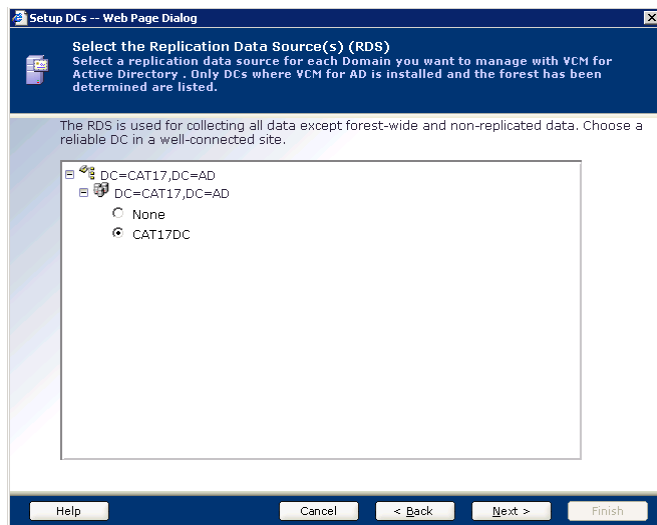 Setup DCs -- Web Page Dialog
Select the Replication Data Source(s) (RDS)
Select a replication data source for each Domain you want to manage with VCM for
Active Directory . Only DCs where VCM for AD is installed and the forest has been
determined are listed.
The RDS is used for collecting all data except forest-wide and non-replicated data. Choose a
reliable DC in a well-connected site.
DC=CAT17,DC=AD
DC=CAT17,DC=AD
None
CAT17DC
Help Cancel < Back Next > Finish